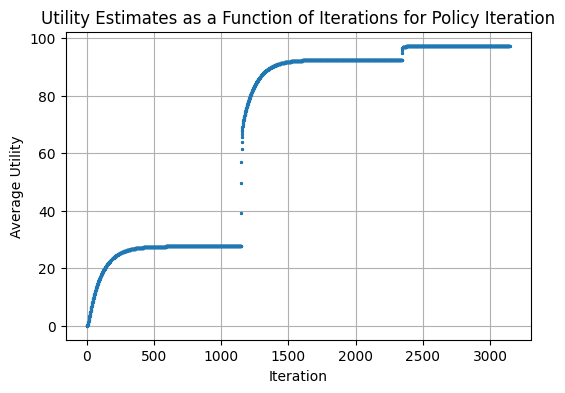 Utility Estimates as a Function of Iterations for Policy Iteration
100
80
60
40
20
0
Average Utility
0 500 1000 1500 2000 2500 3000
Iteration